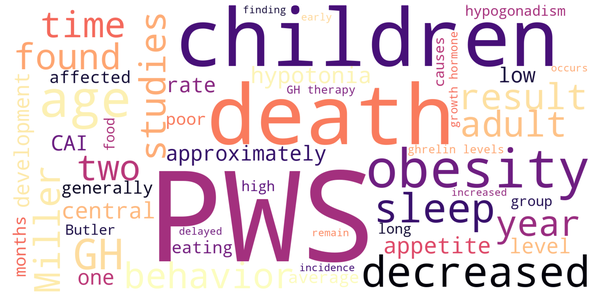 finding
early
children
hypogonadism
time
found
studies
causes
growth hormone
occurs
affected
rate
hypotonia
GH therapy
low
age
death
result
development
food
poor
adult
CAI
ghrelin levels
two
approximately
obesity
PWS
high
generally
Miller
central
Butler
sleep
increased
group
year
delayed
remain
long
GH
eating
appetite
level
months
one
behavior
average
incidence
decreased